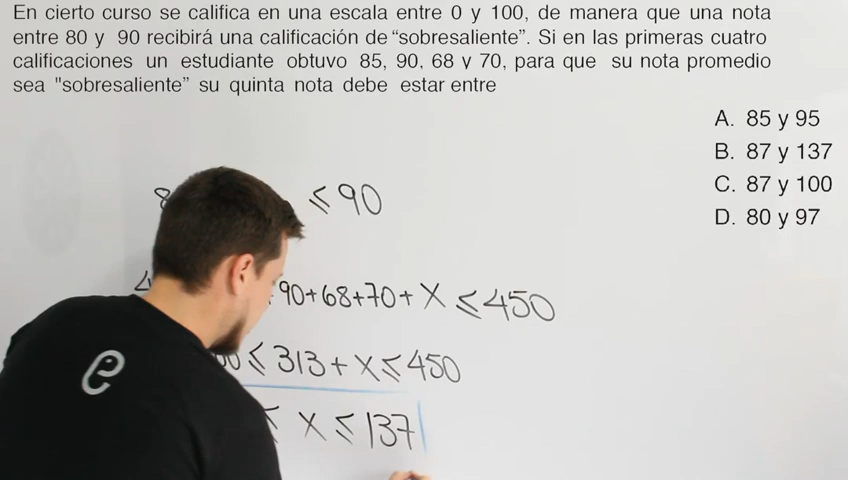 En cierto curso se califica en una escala entre 0 y 100, de manera que una nota
entre 80 y 90 recibirá una calificación de “sobresaliente”. Si en las primeras cuatro
calificaciones un estudiante obtuvo 85, 90, 68 y 70, para que su nota promedio
sea "sobresaliente” su quinta nota debe estar entre
A. 85 y 95
B. 87 y 137
C. 87 y 100
D. 80 y 97
8 ≤ 90
90+68+70+ X ≤ 450
≤ 313 + X ≤ 450
≤ X ≤ 137
e